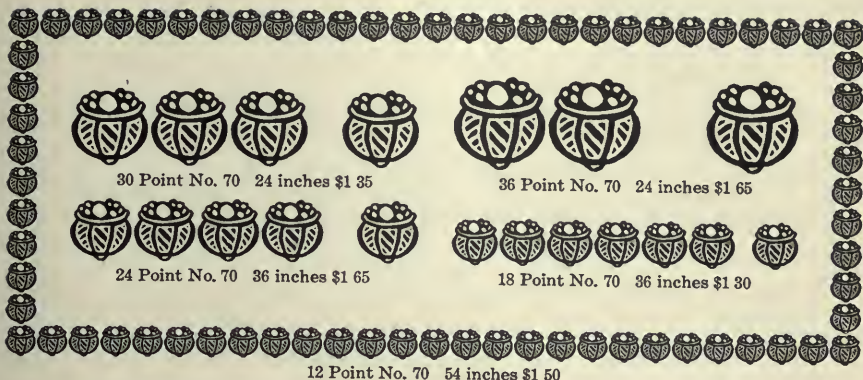 30 Point No. 70 24 inches $1 35
36 Point No. 70 24 inches $1 65
24 Point No. 70 36 inches $1 65
18 Point No. 70 36 inches $1 30
12 Point No. 70 54 inches $1 50